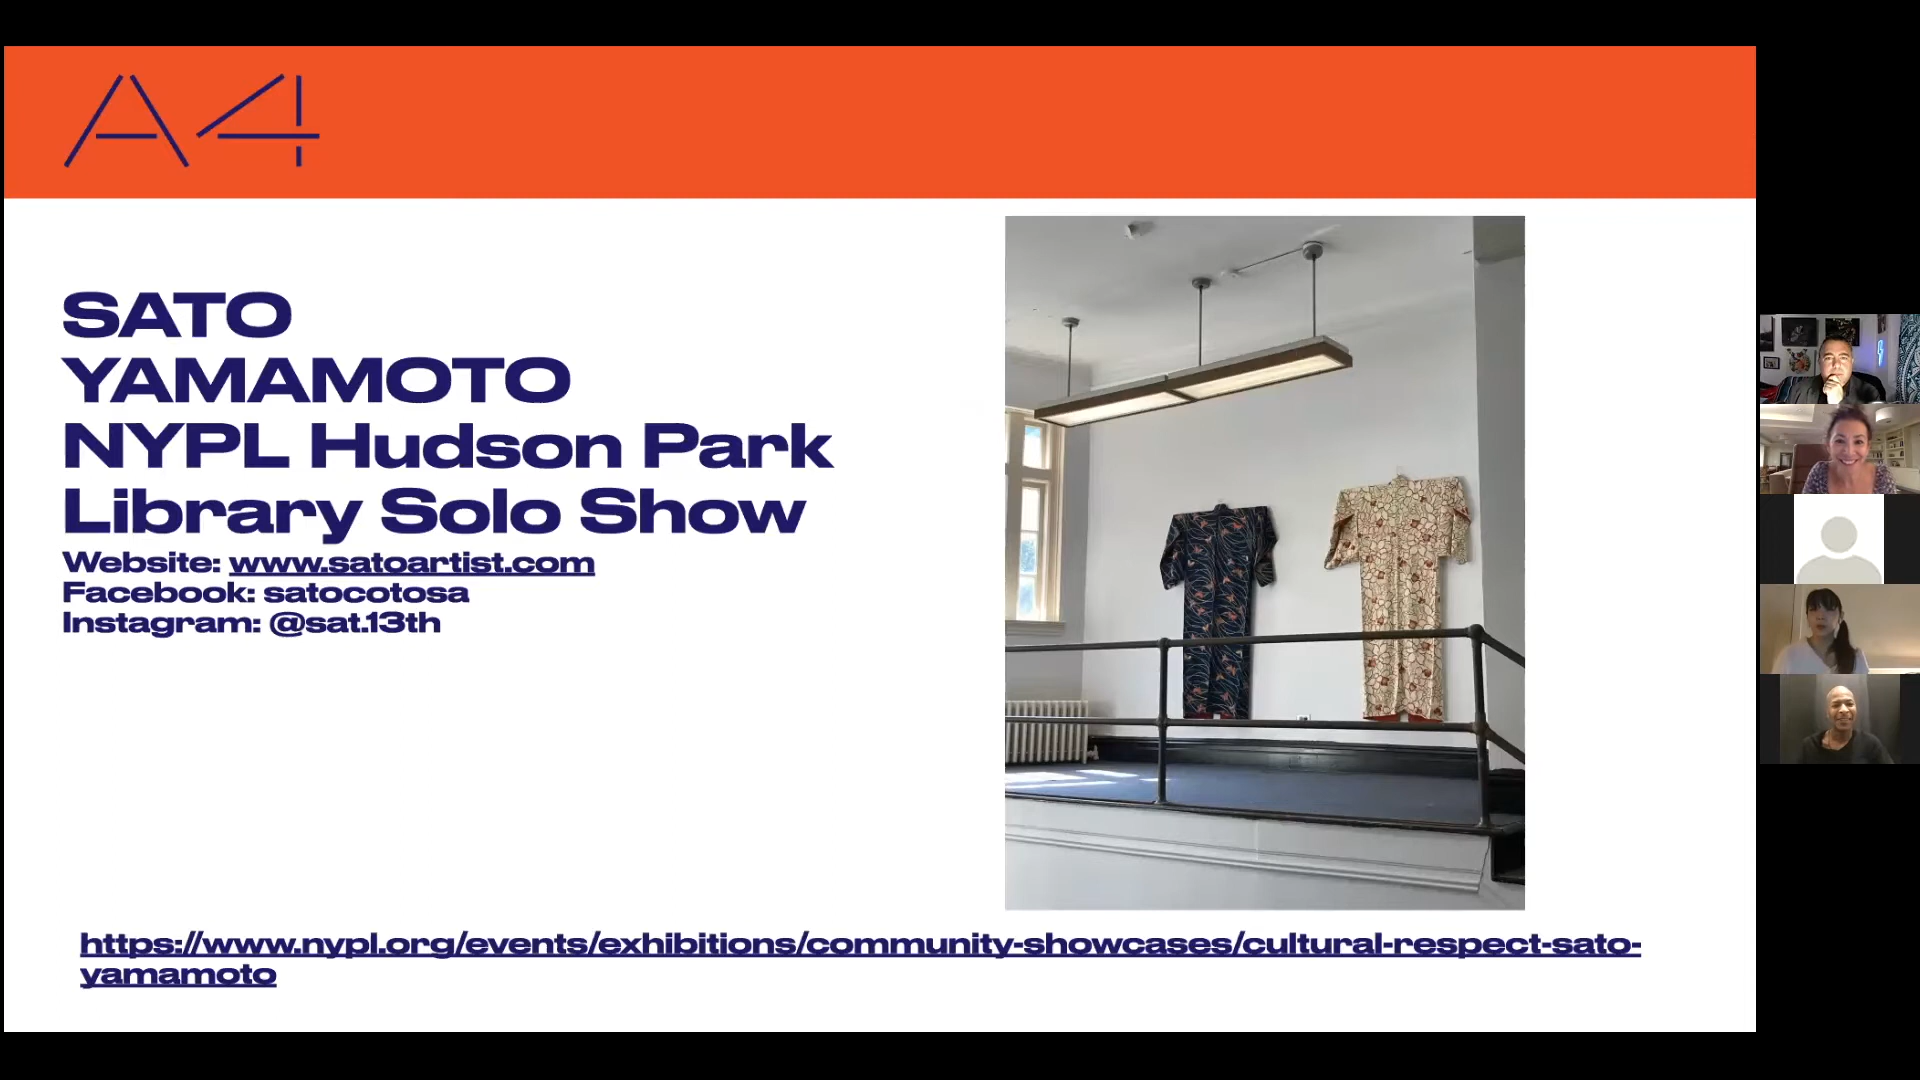 A4
SATO
YAMAMOTO
NYPL Hudson Park
Library Solo Show
Website: www.satoartist.com
Facebook: satocotosa
Instagram: @sat.13th
https://www.nypl.org/events/exhibitions/community-showcases/cultural-respect-sato-
yamamoto